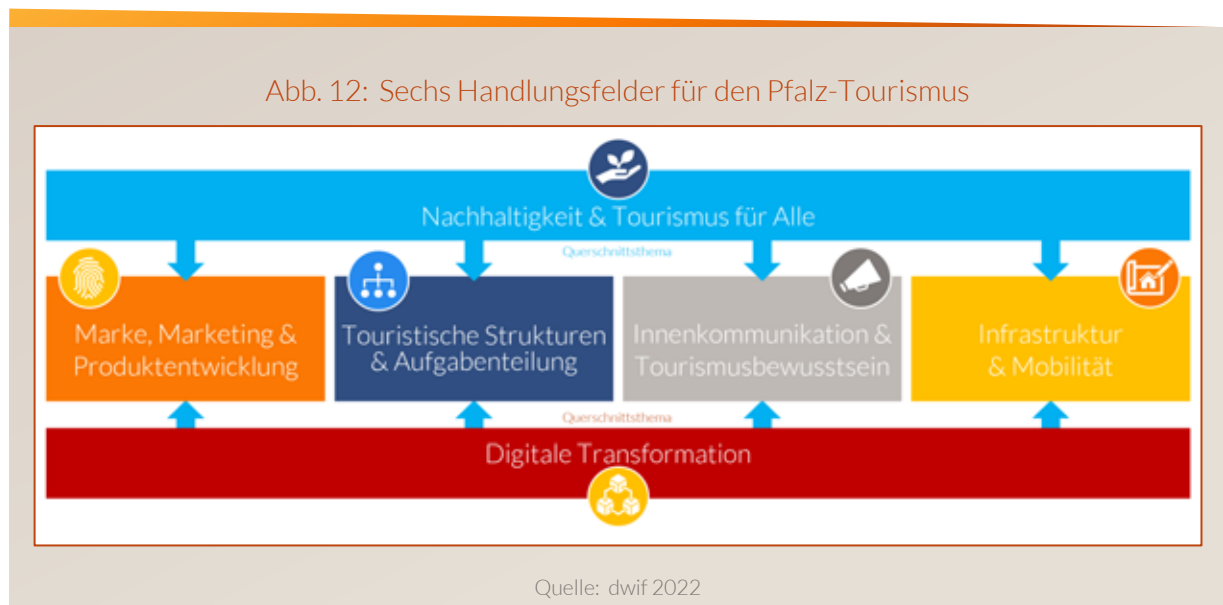 Abb. 12: Sechs Handlungsfelder für den Pfalz-Tourismus
Nachhaltigkeit & Tourismus für Alle
Querschnittsthema
Marke, Marketing &
Produktentwicklung
Touristische Strukturen
& Aufgabenteilung
Innenkommunikation &
Tourismusbewusstsein
Infrastruktur
& Mobilität
Querschnittsthema
Digitale Transformation
Quelle: dwif 2022